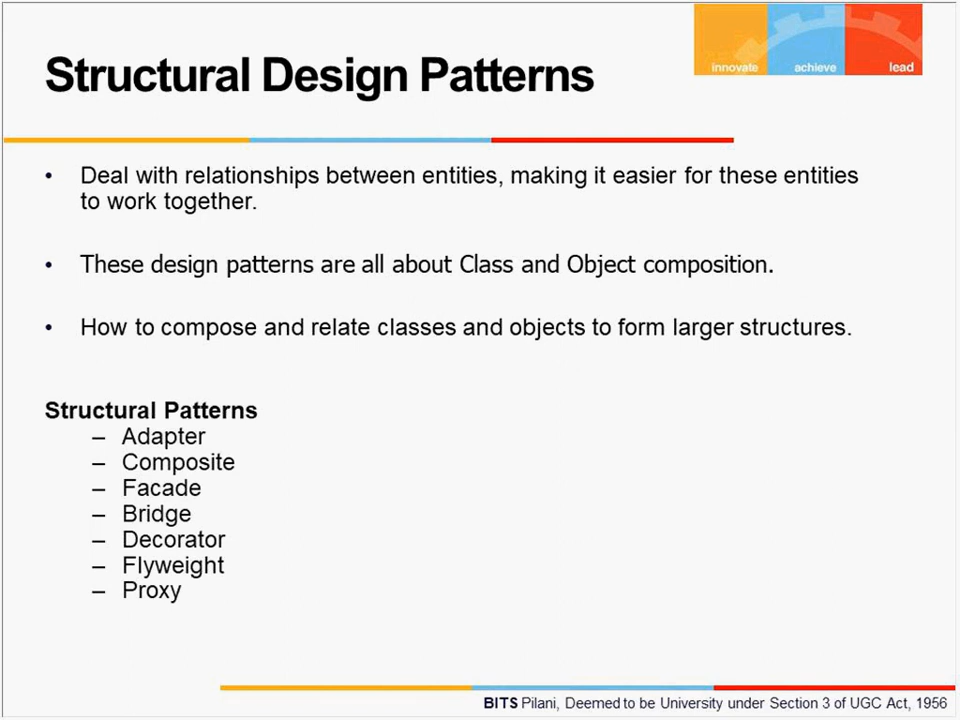 innovate achieve lead
Structural Design Patterns
• Deal with relationships between entities, making it easier for these entities
to work together.
• These design patterns are all about Class and Object composition.
• How to compose and relate classes and objects to form larger structures.
Structural Patterns
– Adapter
– Composite
– Facade
– Bridge
– Decorator
– Flyweight
– Proxy
BITS Pilani, Deemed to be University under Section 3 of UGC Act, 1956